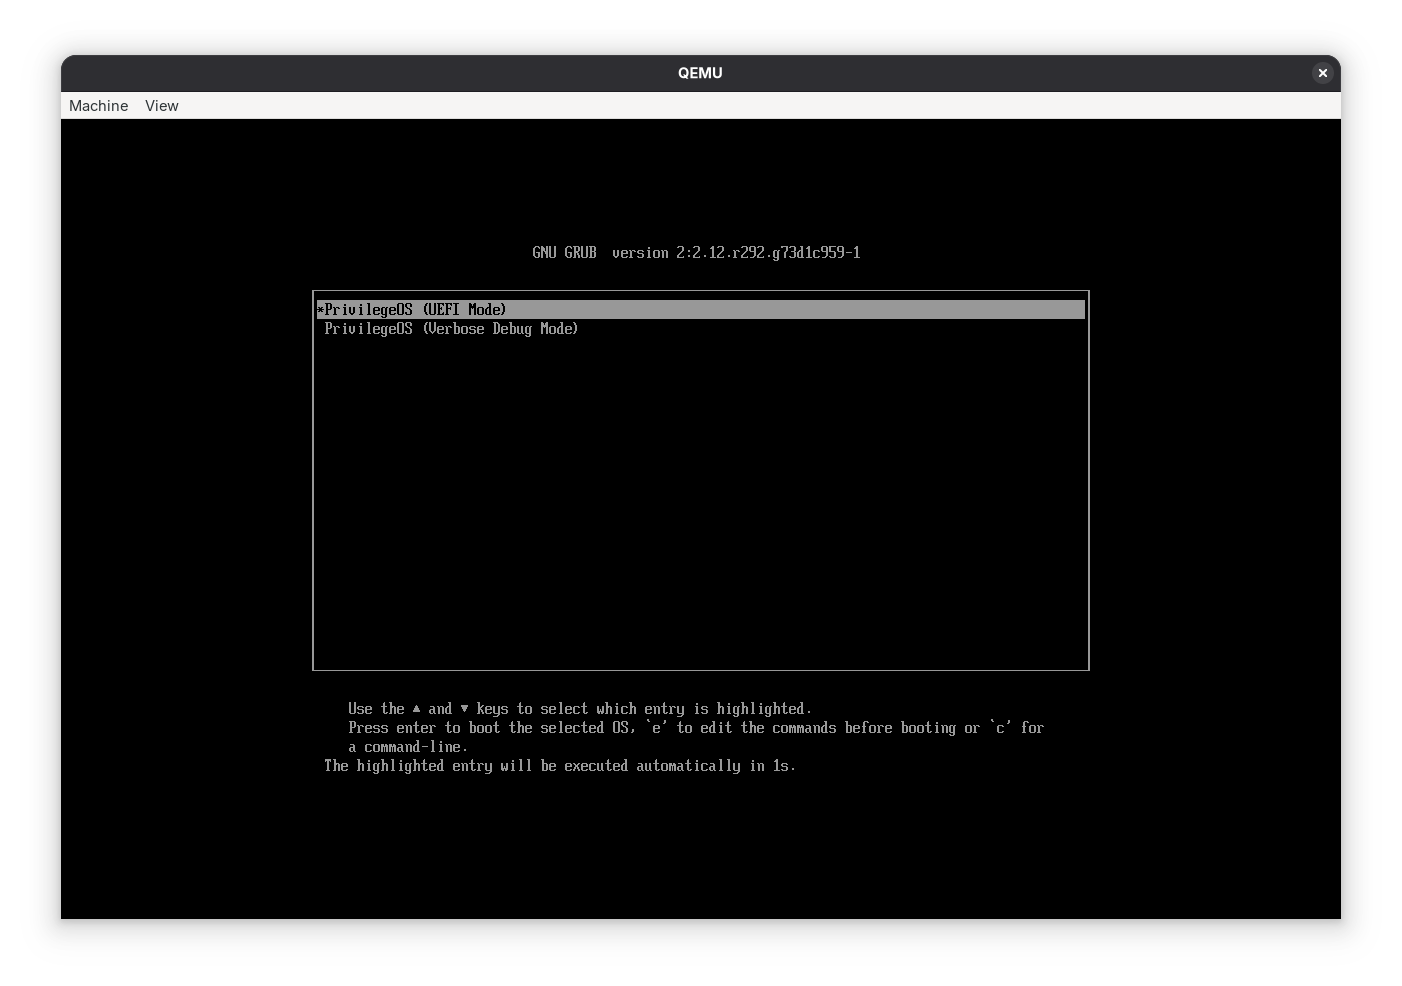 QEMU
Machine View
GNU GRUB  version 2:2.12.r292.g73d1c959-1
*PrivilegeOS (UEFI Mode)
PrivilegeOS (Verbose Debug Mode)
Use the ▲ and ▼ keys to select which entry is highlighted.
Press enter to boot the selected OS, `e' to edit the commands before booting or `c' for
a command-line.
The highlighted entry will be executed automatically in 1s.